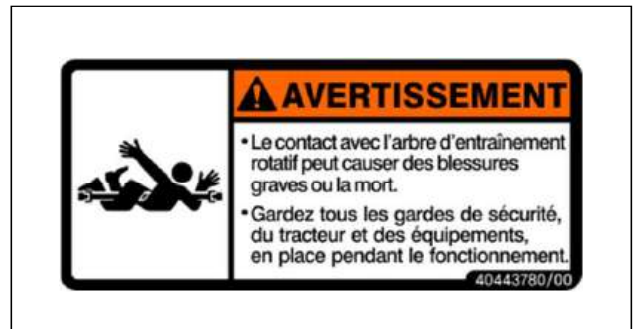 AVERTISSEMENT
• Le contact avec l'arbre d'entraînement
rotatif peut causer des blessures
graves ou la mort.
• Gardez tous les gardes de sécurité,
du tracteur et des équipements,
en place pendant le fonctionnement.
40443780/00